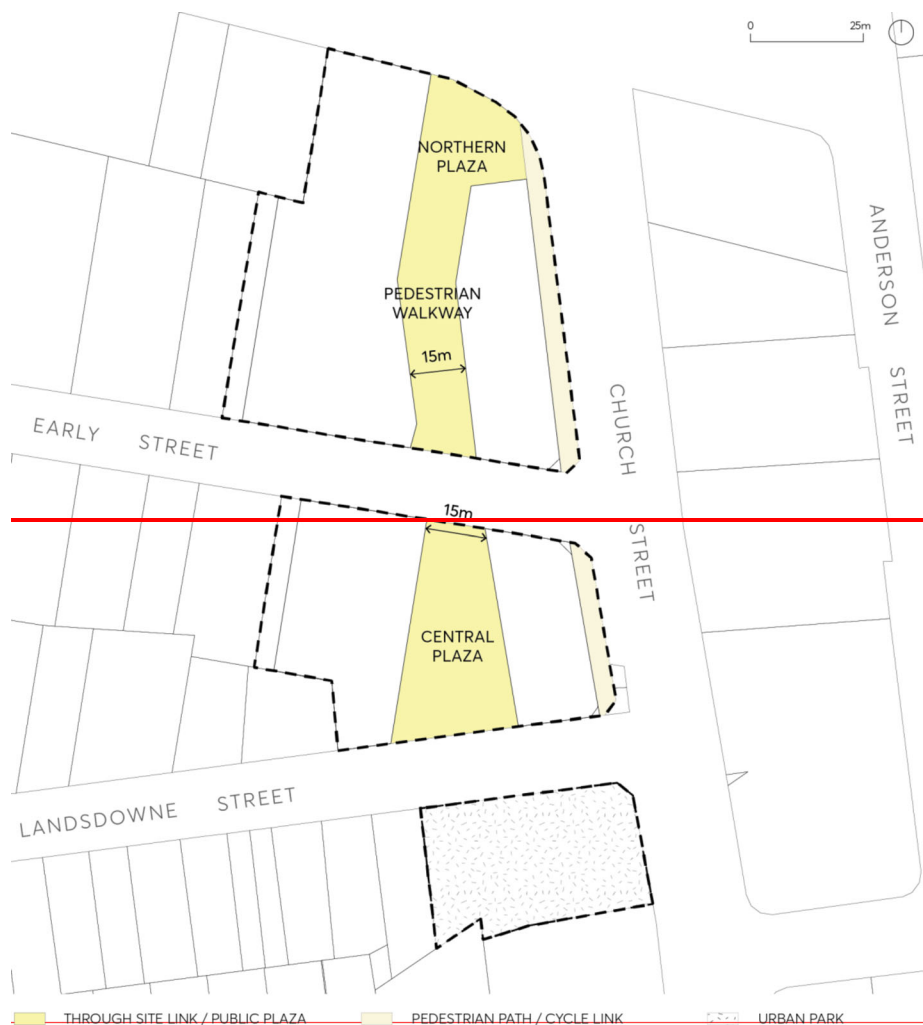 0 25m
NORTHERN
PLAZA
ANDERSON STREET
PEDESTRIAN
WALKWAY
15m
CHURCH STREET
EARLY STREET
15m
CENTRAL
PLAZA
LANDSDOWNE STREET
THROUGH SITE LINK / PUBLIC PLAZA PEDESTRIAN PATH / CYCLE LINK URBAN PARK